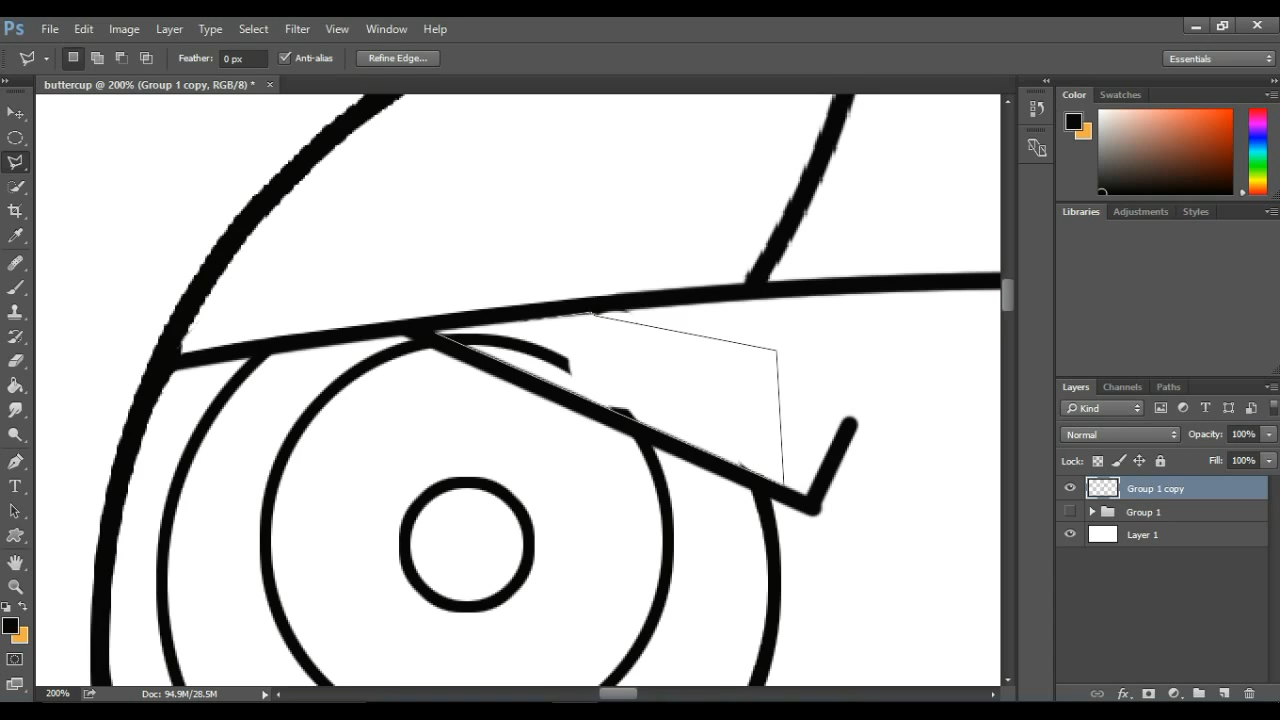 Ps File Edit Image Layer Type Select Filter View Window Help
Feather: 0 px Anti-alias Refine Edge... Essentials
buttercup @ 200% (Group 1 copy, RGB/8) * ×
Color Swatches
Libraries Adjustments Styles
Layers Channels Paths
Kind
Normal Opacity: 100%
Lock: Fill: 100%
Group 1 copy
Group 1
Layer 1
200% Doc: 94.9M/28.5M